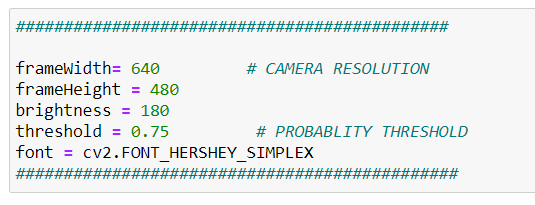 #############################################
frameWidth= 640         # CAMERA RESOLUTION
frameHeight = 480
brightness = 180
threshold = 0.75         # PROBABLITY THRESHOLD
font = cv2.FONT_HERSHEY_SIMPLEX
##############################################